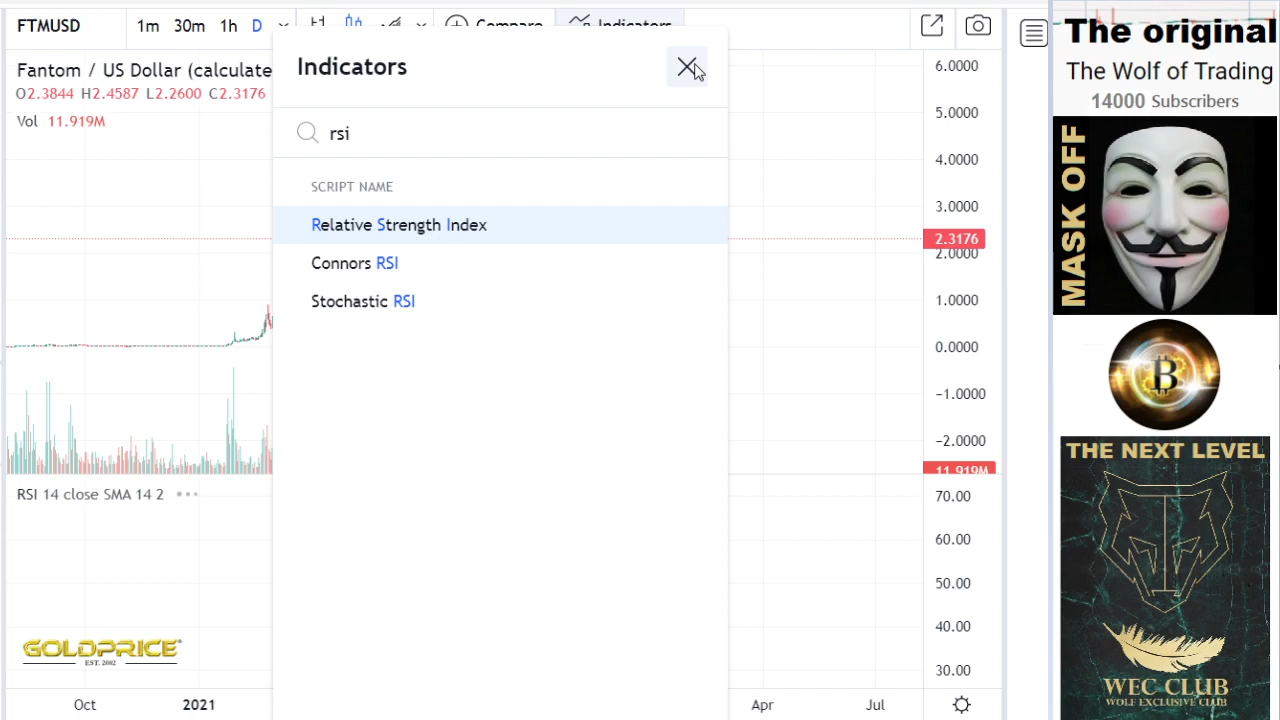 FTMUSD
1m 30m 1h D
Compare
Indicators
Fantom / US Dollar (calculate
O2.3844 H2.4587 L2.2600 C2.3176
Vol 11.919M
Indicators
rsi
SCRIPT NAME
Relative Strength Index
Connors RSI
Stochastic RSI
6.0000
5.0000
4.0000
3.0000
2.3176
2.0000
1.0000
0.0000
−1.0000
−2.0000
11.919M
RSI 14 close SMA 14 2
70.00
60.00
50.00
40.00
30.00
GOLDPRICE
EST. 2002
Oct 2021 Apr Jul
The original
The Wolf of Trading
14000 Subscribers
MASK OFF
B
THE NEXT LEVEL
WEC CLUB
WOLF EXCLUSIVE CLUB